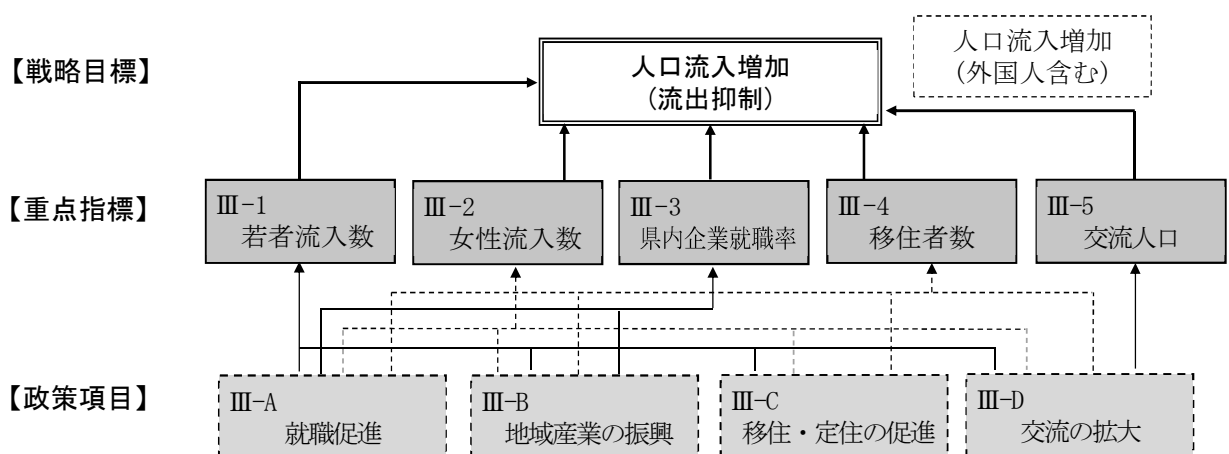 人口流入増加
(外国人含む)
【戦略目標】
人口流入増加
(流出抑制)
【重点指標】
Ⅲ-1
若者流入数
Ⅲ-2
女性流入数
Ⅲ-3
県内企業就職率
Ⅲ-4
移住者数
Ⅲ-5
交流人口
【政策項目】
Ⅲ-A
就職促進
Ⅲ-B
地域産業の振興
Ⅲ-C
移住・定住の促進
Ⅲ-D
交流の拡大